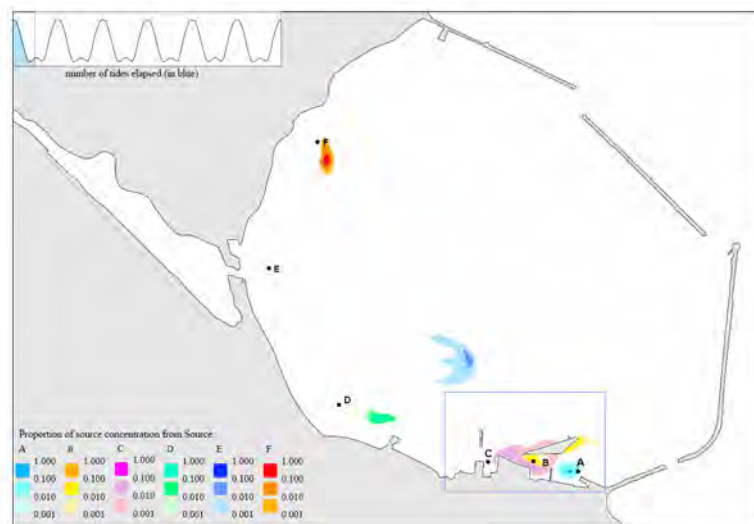 number of tides elapsed (in blue)
F
E
D
C
B
A
Proportion of source concentration from Source:
A B C D E F
1.000 1.000 1.000 1.000 1.000 1.000
0.100 0.100 0.100 0.100 0.100 0.100
0.010 0.010 0.010 0.010 0.010 0.010
0.001 0.001 0.001 0.001 0.001 0.001